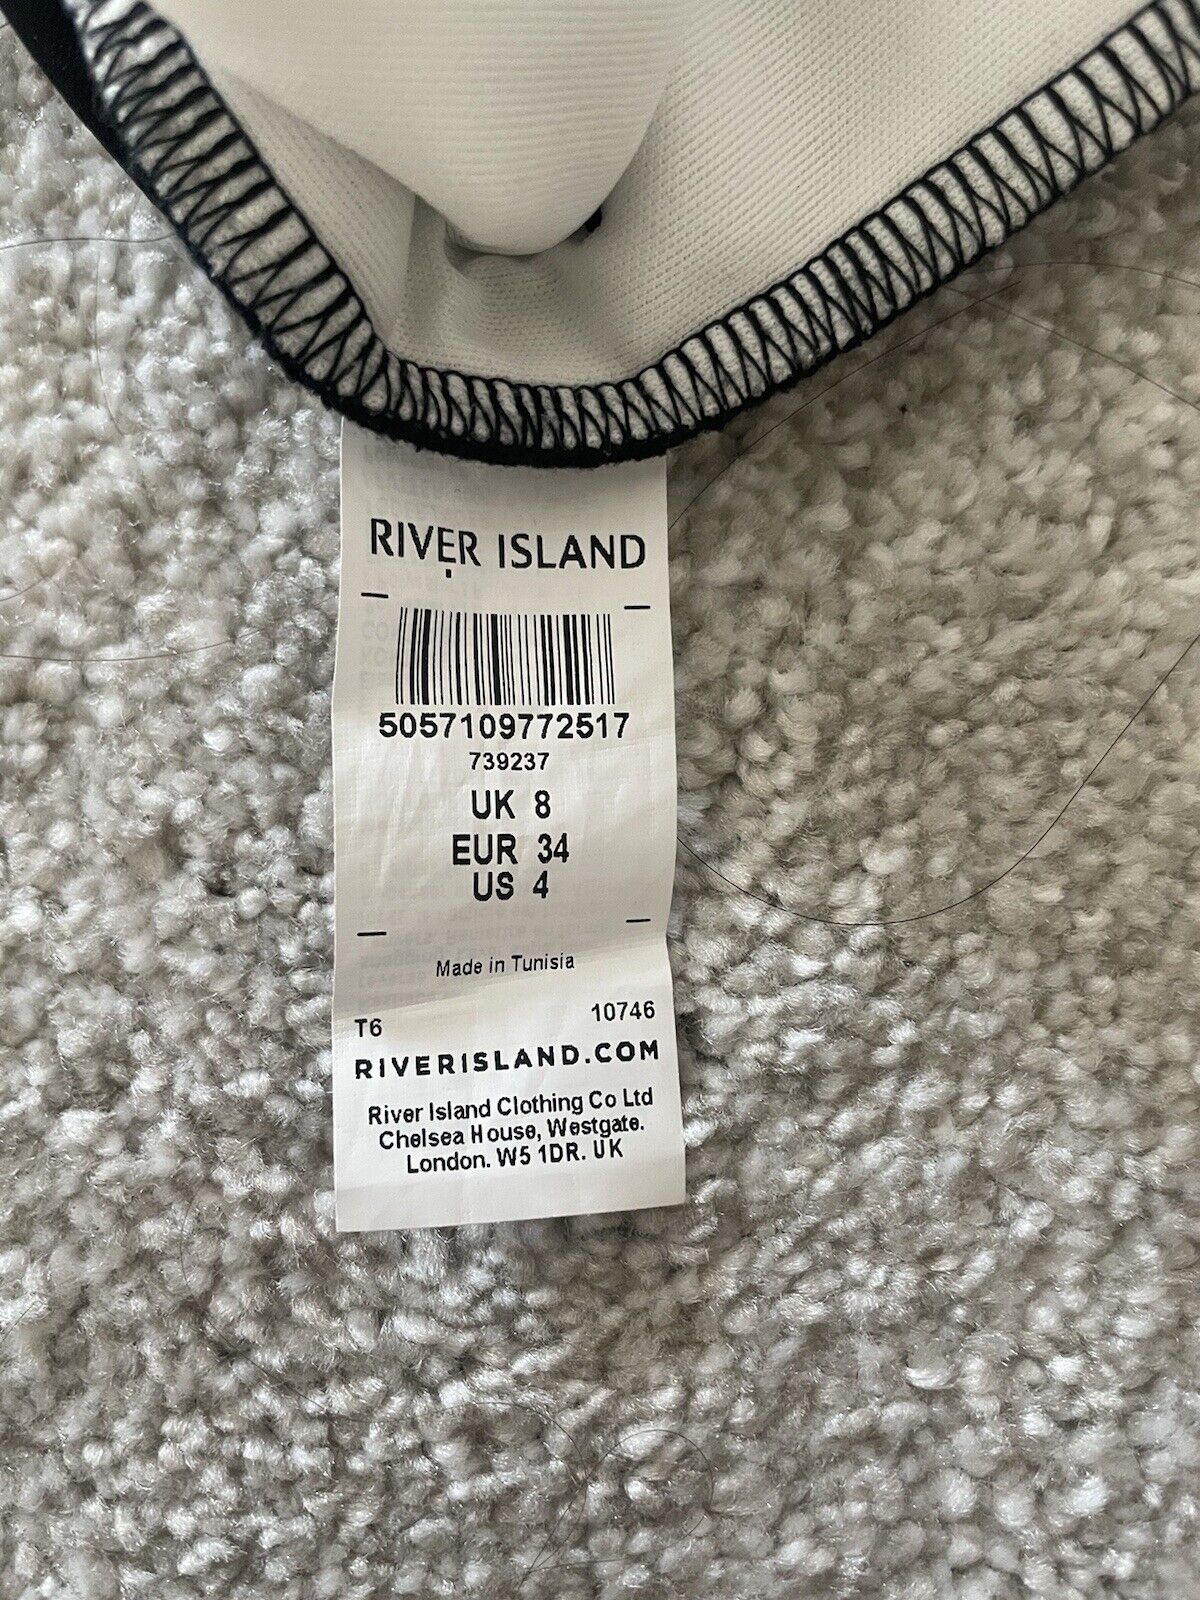 RIVER ISLAND
5057109772517
739237
UK 8
EUR 34
US 4
Made in Tunisia
T6 10746
RIVERISLAND.COM
River Island Clothing Co Ltd
Chelsea House, Westgate.
London. W5 1DR. UK